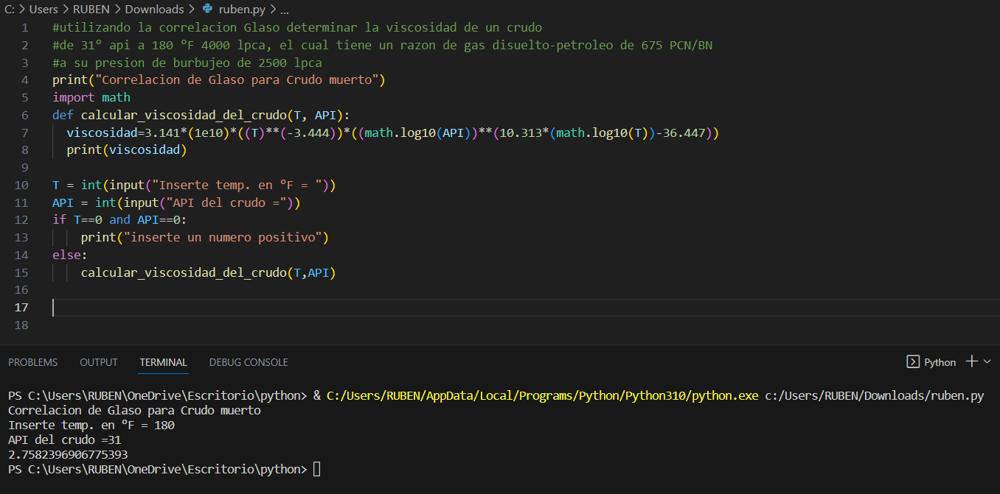 C: > Users > RUBEN > Downloads > ruben.py > ...
1 #utilizando la correlacion Glaso determinar la viscosidad de un crudo
2 #de 31° api a 180 °F 4000 lpca, el cual tiene un razon de gas disuelto-petroleo de 675 PCN/BN
3 #a su presion de burbujeo de 2500 lpca
4 print("Correlacion de Glaso para Crudo muerto")
5 import math
6 def calcular_viscosidad_del_crudo(T, API):
7 viscosidad=3.141*(1e10)*((T)**(-3.444))*((math.log10(API))**(10.313*(math.log10(T))-36.447))
8 print(viscosidad)
9
10 T = int(input("Inserte temp. en °F = "))
11 API = int(input("API del crudo ="))
12 if T==0 and API==0:
13 print("inserte un numero positivo")
14 else:
15 calcular_viscosidad_del_crudo(T,API)
16
17
18
PROBLEMS OUTPUT TERMINAL DEBUG CONSOLE Python
PS C:\Users\RUBEN\OneDrive\Escritorio\python> & C:/Users/RUBEN/AppData/Local/Programs/Python/Python310/python.exe c:/Users/RUBEN/Downloads/ruben.py
Correlacion de Glaso para Crudo muerto
Inserte temp. en °F = 180
API del crudo =31
2.7582396906775393
PS C:\Users\RUBEN\OneDrive\Escritorio\python>